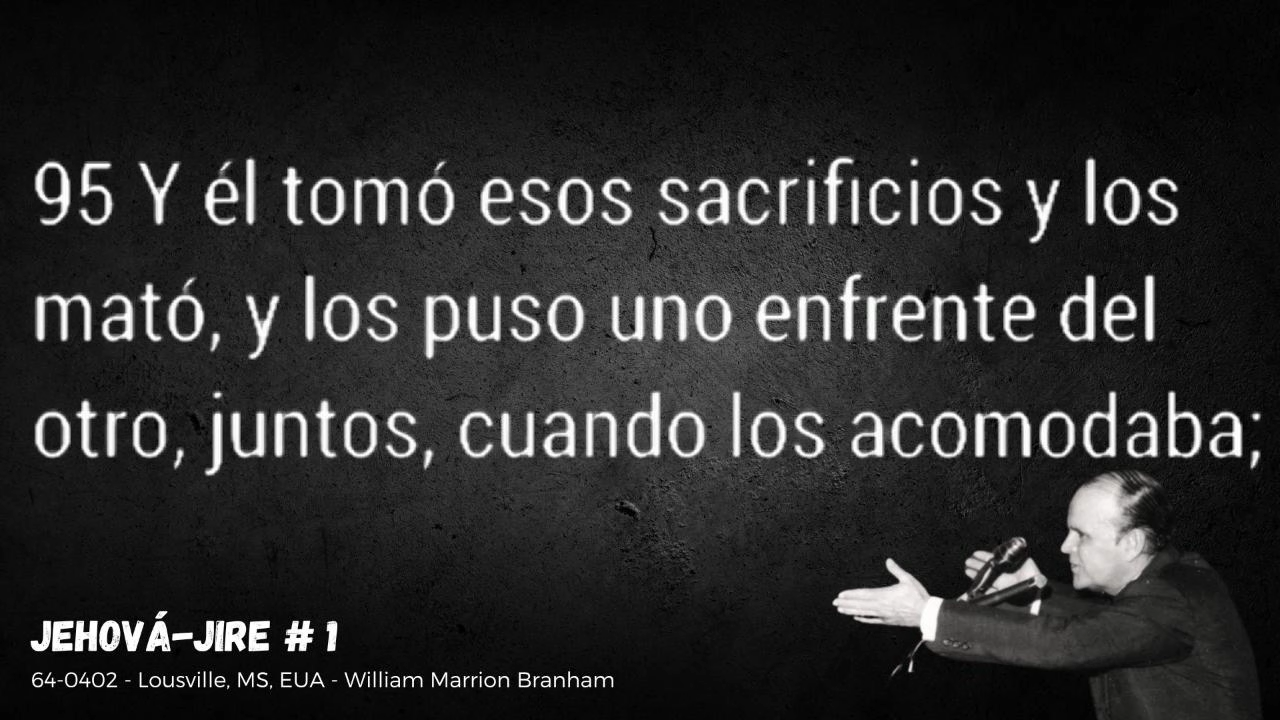 95 Y él tomó esos sacrificios y los
mató, y los puso uno enfrente del
otro, juntos, cuando los acomodaba;
JEHOVÁ-JIRE # 1
64-0402 - Lousville, MS, EUA - William Marrion Branham